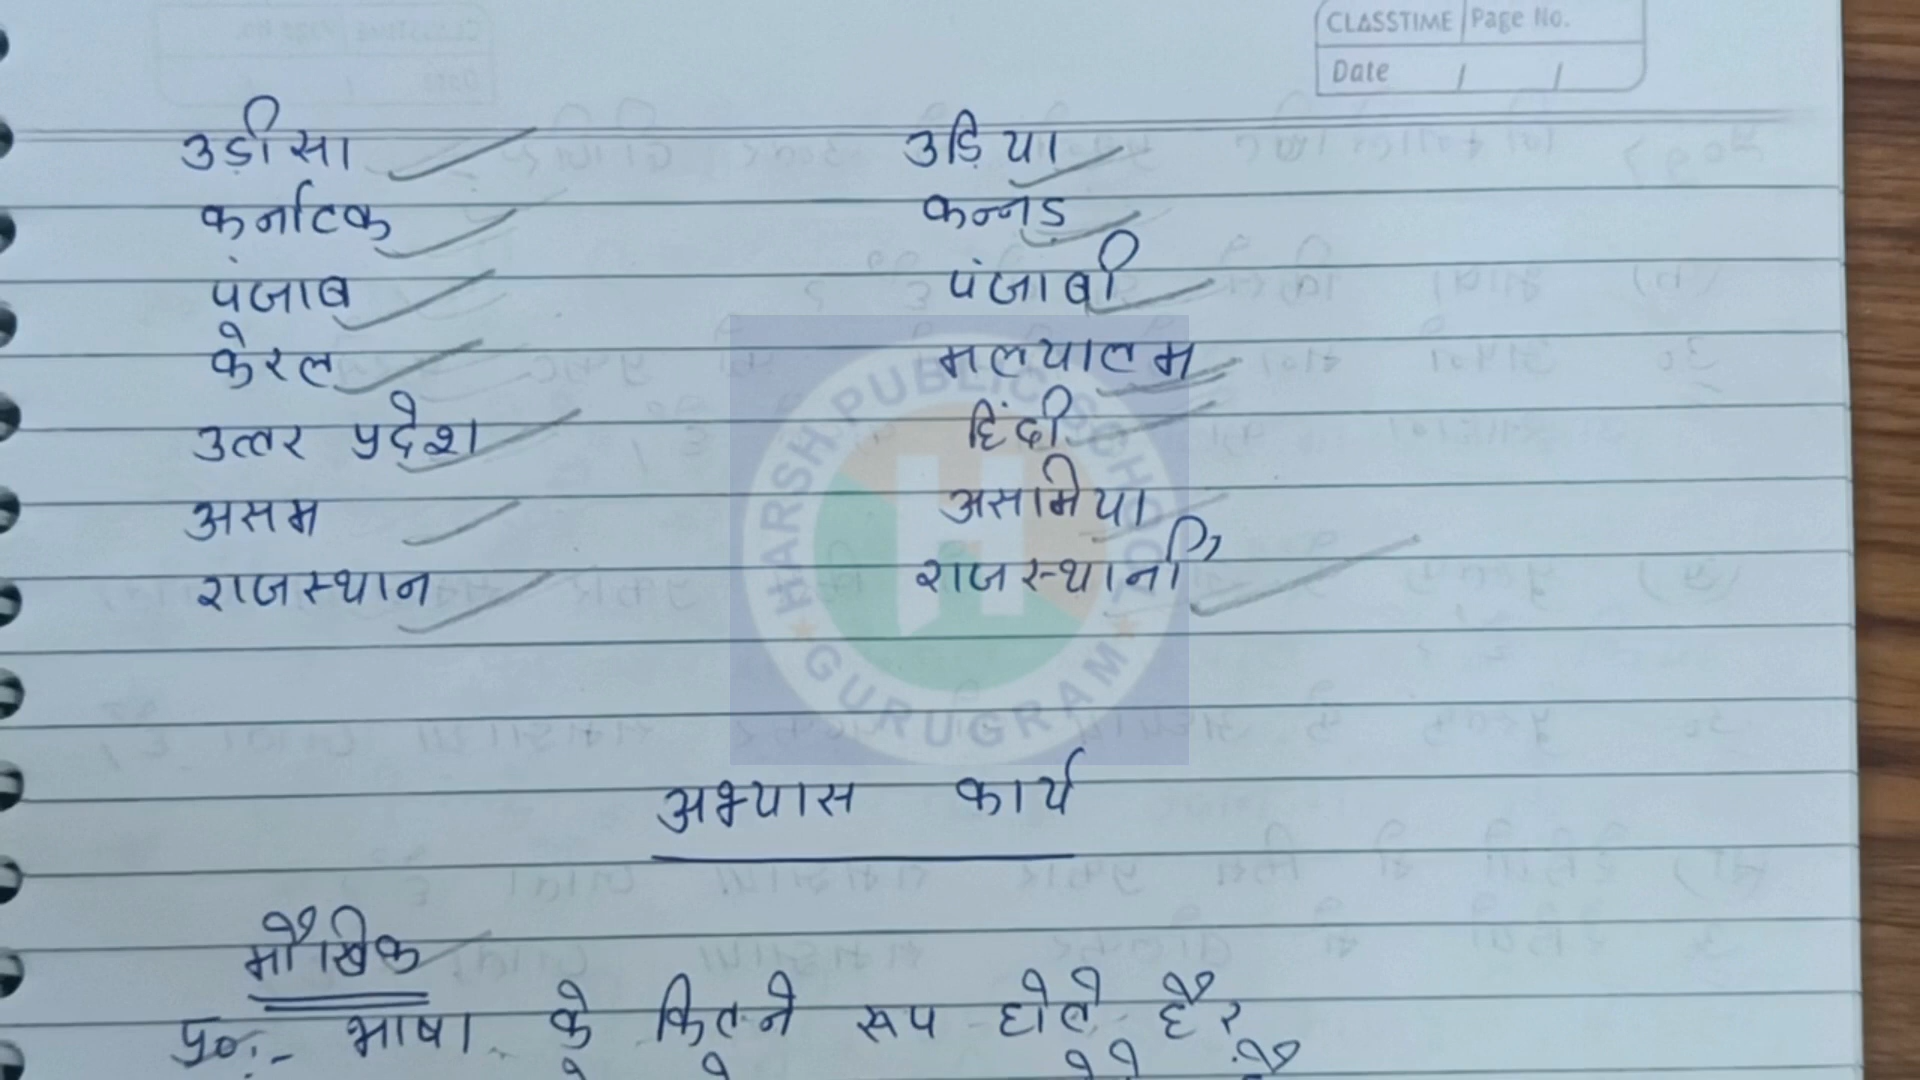 CLASSTIME Page No.
Date / /
उड़ीसा उड़िया
कर्नाटक कन्नड़
पंजाब पंजाबी
केरल मलयालम
उत्तर प्रदेश हिंदी
असम असमिया
राजस्थान राजस्थानी
HARSH PUBLIC SCHOOL
H
GURUGRAM
अभ्यास कार्य
मौखिक
प्र०:- भाषा के कितने रूप होते हैं?